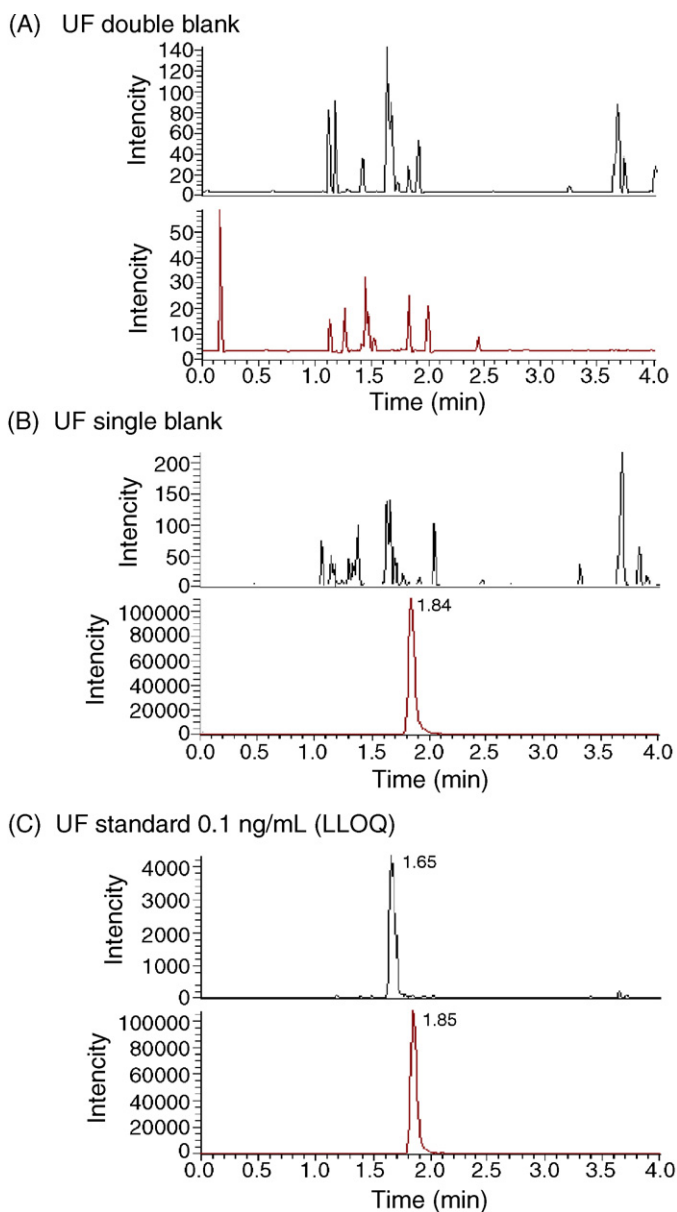 (A) UF double blank
Intencity
140
120
100
80
60
40
20
0
Intencity
50
40
30
20
10
0
0.0 0.5 1.0 1.5 2.0 2.5 3.0 3.5 4.0
Time (min)
(B) UF single blank
Intencity
200
150
100
50
0
1.84
Intencity
100000
80000
60000
40000
20000
0
0.0 0.5 1.0 1.5 2.0 2.5 3.0 3.5 4.0
Time (min)
(C) UF standard 0.1 ng/mL (LLOQ)
1.65
Intencity
4000
3000
2000
1000
0
1.85
Intencity
100000
80000
60000
40000
20000
0
0.0 0.5 1.0 1.5 2.0 2.5 3.0 3.5 4.0
Time (min)